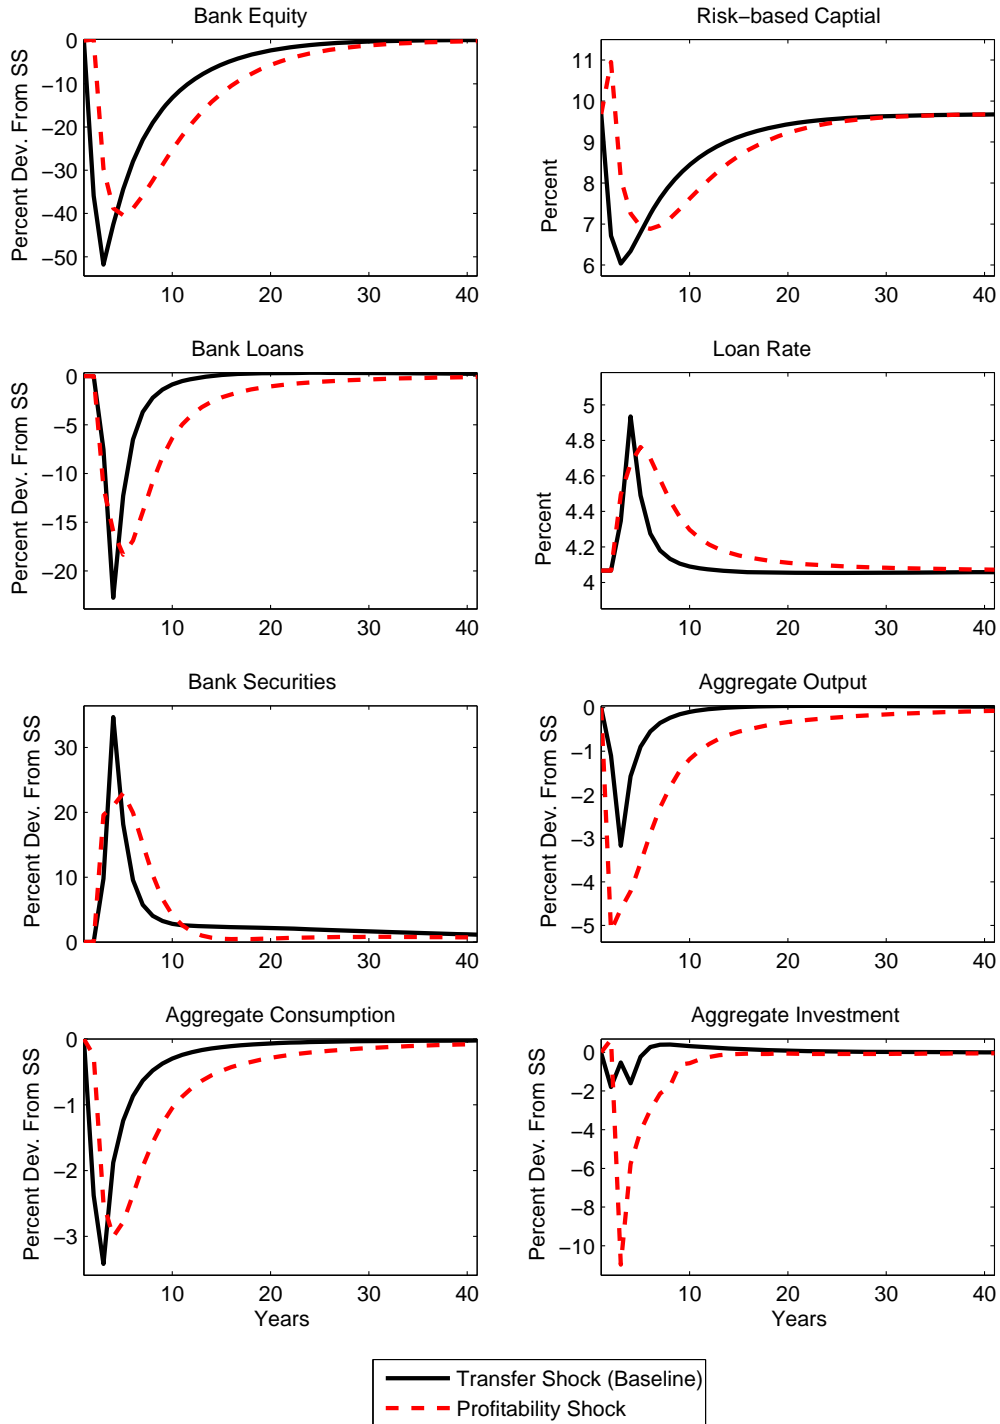 Bank Equity
Percent Dev. From SS
0
−10
−20
−30
−40
−50
10 20 30 40
Risk−based Captial
Percent
11
10
9
8
7
6
10 20 30 40
Bank Loans
Percent Dev. From SS
0
−5
−10
−15
−20
10 20 30 40
Loan Rate
Percent
5
4.8
4.6
4.4
4.2
4
10 20 30 40
Bank Securities
Percent Dev. From SS
30
20
10
0
10 20 30 40
Aggregate Output
Percent Dev. From SS
0
−1
−2
−3
−4
−5
10 20 30 40
Aggregate Consumption
Percent Dev. From SS
0
−1
−2
−3
10 20 30 40
Years
Aggregate Investment
Percent Dev. From SS
0
−2
−4
−6
−8
−10
10 20 30 40
Years
Transfer Shock (Baseline)
Profitability Shock